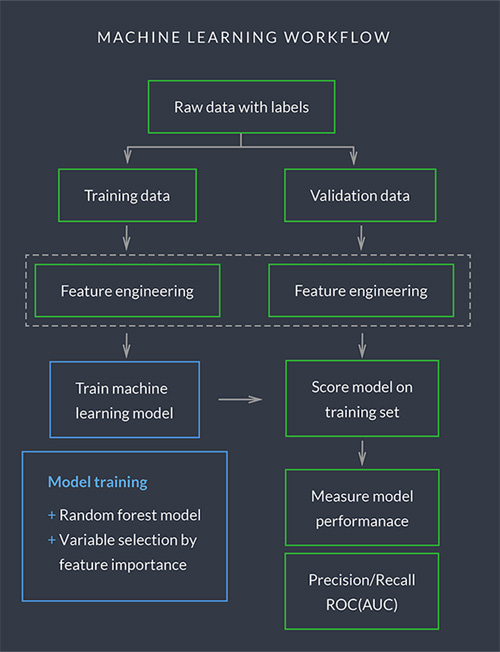 MACHINE LEARNING WORKFLOW
Raw data with labels
Training data
Validation data
Feature engineering
Feature engineering
Train machine
learning model
Score model on
training set
Model training
+ Random forest model
+ Variable selection by
feature importance
Measure model
performanace
Precision/Recall
ROC(AUC)